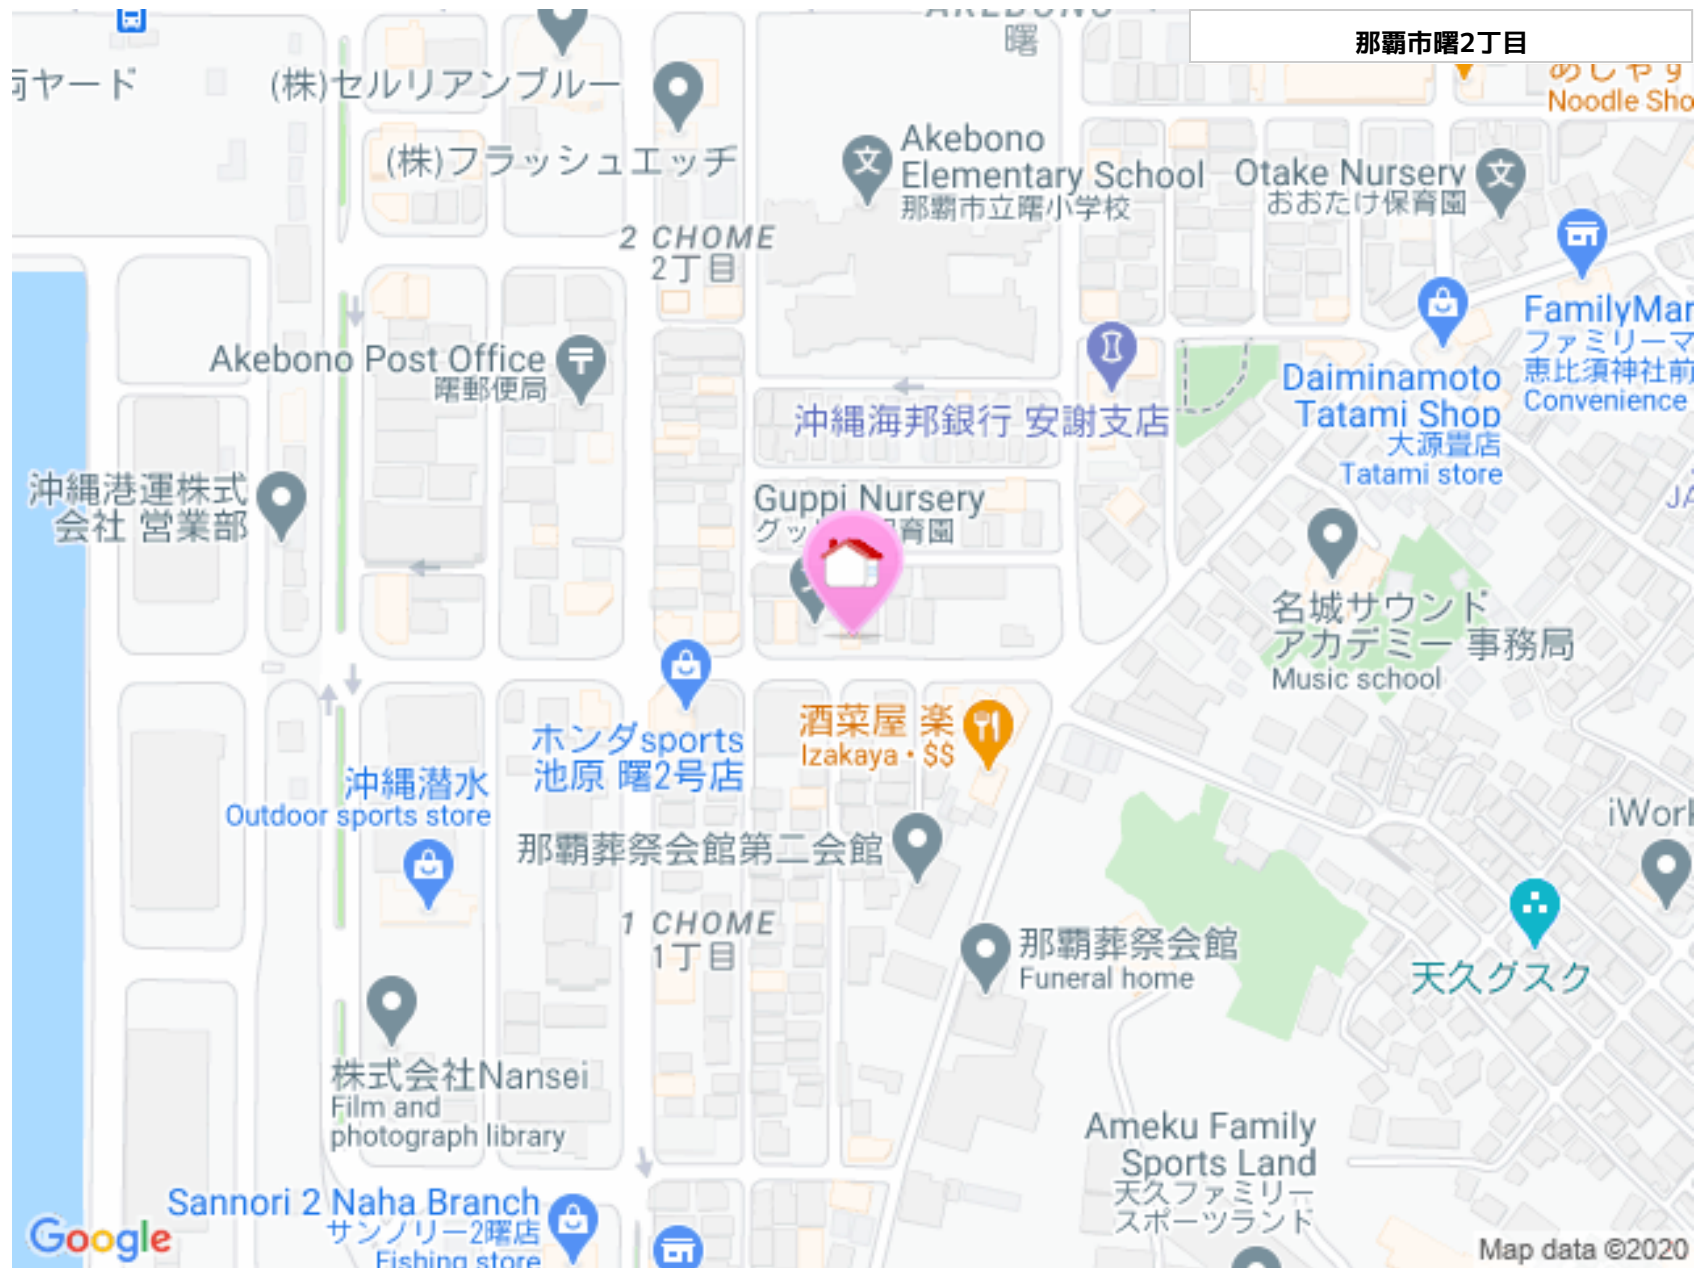 AKEBONO
曙
那覇市曙2丁目
両ヤード
(株)セルリアンブルー
(株)フラッシュエッヂ
Akebono
Elementary School
那覇市立曙小学校
Otake Nursery
おおたけ保育園
Noodle Sho
2 CHOME
2丁目
Akebono Post Office
曙郵便局
沖縄海邦銀行 安謝支店
FamilyMar
ファミリーマ
恵比須神社前
Convenience
Daiminamoto
Tatami Shop
大源畳店
Tatami store
沖縄港運株式
会社 営業部
Guppi Nursery
グッ 保育園
JA
名城サウンド
アカデミー 事務局
Music school
ホンダsports
池原 曙2号店
酒菜屋 楽
Izakaya・$$
沖縄潜水
Outdoor sports store
那覇葬祭会館第二会館
iWork
1 CHOME
1丁目
那覇葬祭会館
Funeral home
天久グスク
株式会社Nansei
Film and
photograph library
Ameku Family
Sports Land
天久ファミリー
スポーツランド
Sannori 2 Naha Branch
サンノリー2曙店
Fishing store
Google
Map data ©2020